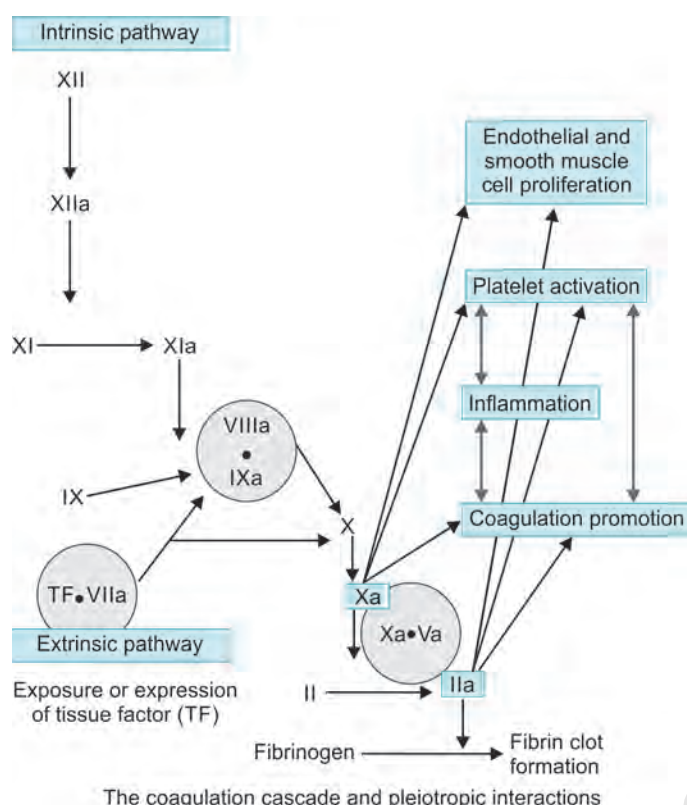 Intrinsic pathway
XII
XIIa
XI
XIa
Endothelial and
smooth muscle
cell proliferation
Platelet activation
Inflammation
Coagulation promotion
VIIIa
IXa
IX
X
TF•VIIa
Extrinsic pathway
Exposure or expression
of tissue factor (TF)
Xa
Xa•Va
II
IIa
Fibrinogen
Fibrin clot
formation
The coagulation cascade and pleiotropic interactions